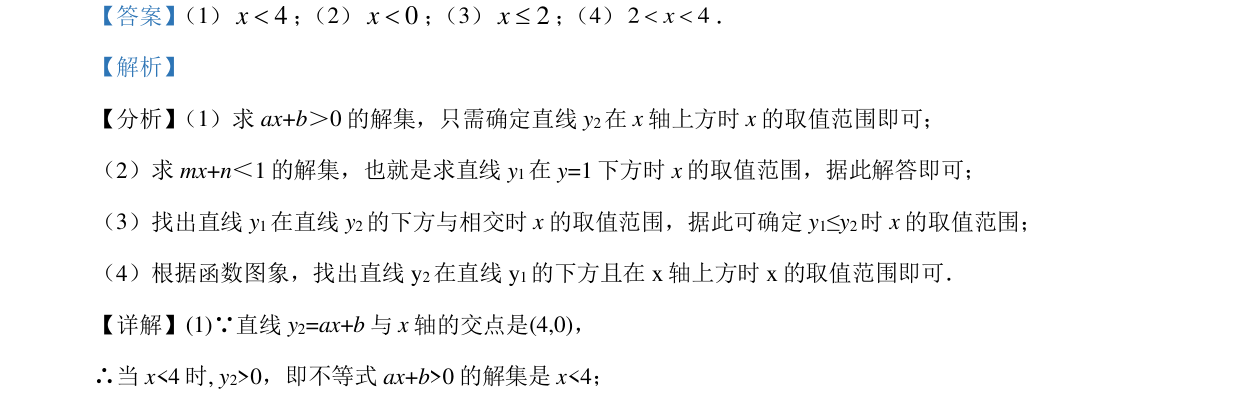 【答案】（1）x＜4；（2）x＜0；（3）x≤2；（4）2＜x＜4．
【解析】
【分析】（1）求 ax+b＞0 的解集，只需确定直线 y₂在 x 轴上方时 x 的取值范围即可；
（2）求 mx+n＜1 的解集，也就是求直线 y₁ 在 y=1 下方时 x 的取值范围，据此解答即可；
（3）找出直线 y₁ 在直线 y₂ 的下方与相交时 x 的取值范围，据此可确定 y₁≤y₂ 时 x 的取值范围；
（4）根据函数图象，找出直线 y₂ 在直线 y₁ 的下方且在 x 轴上方时 x 的取值范围即可．
【详解】(1)∵直线 y₂=ax+b 与 x 轴的交点是(4,0)，
∴当 x<4 时, y₂>0，即不等式 ax+b>0 的解集是 x<4；